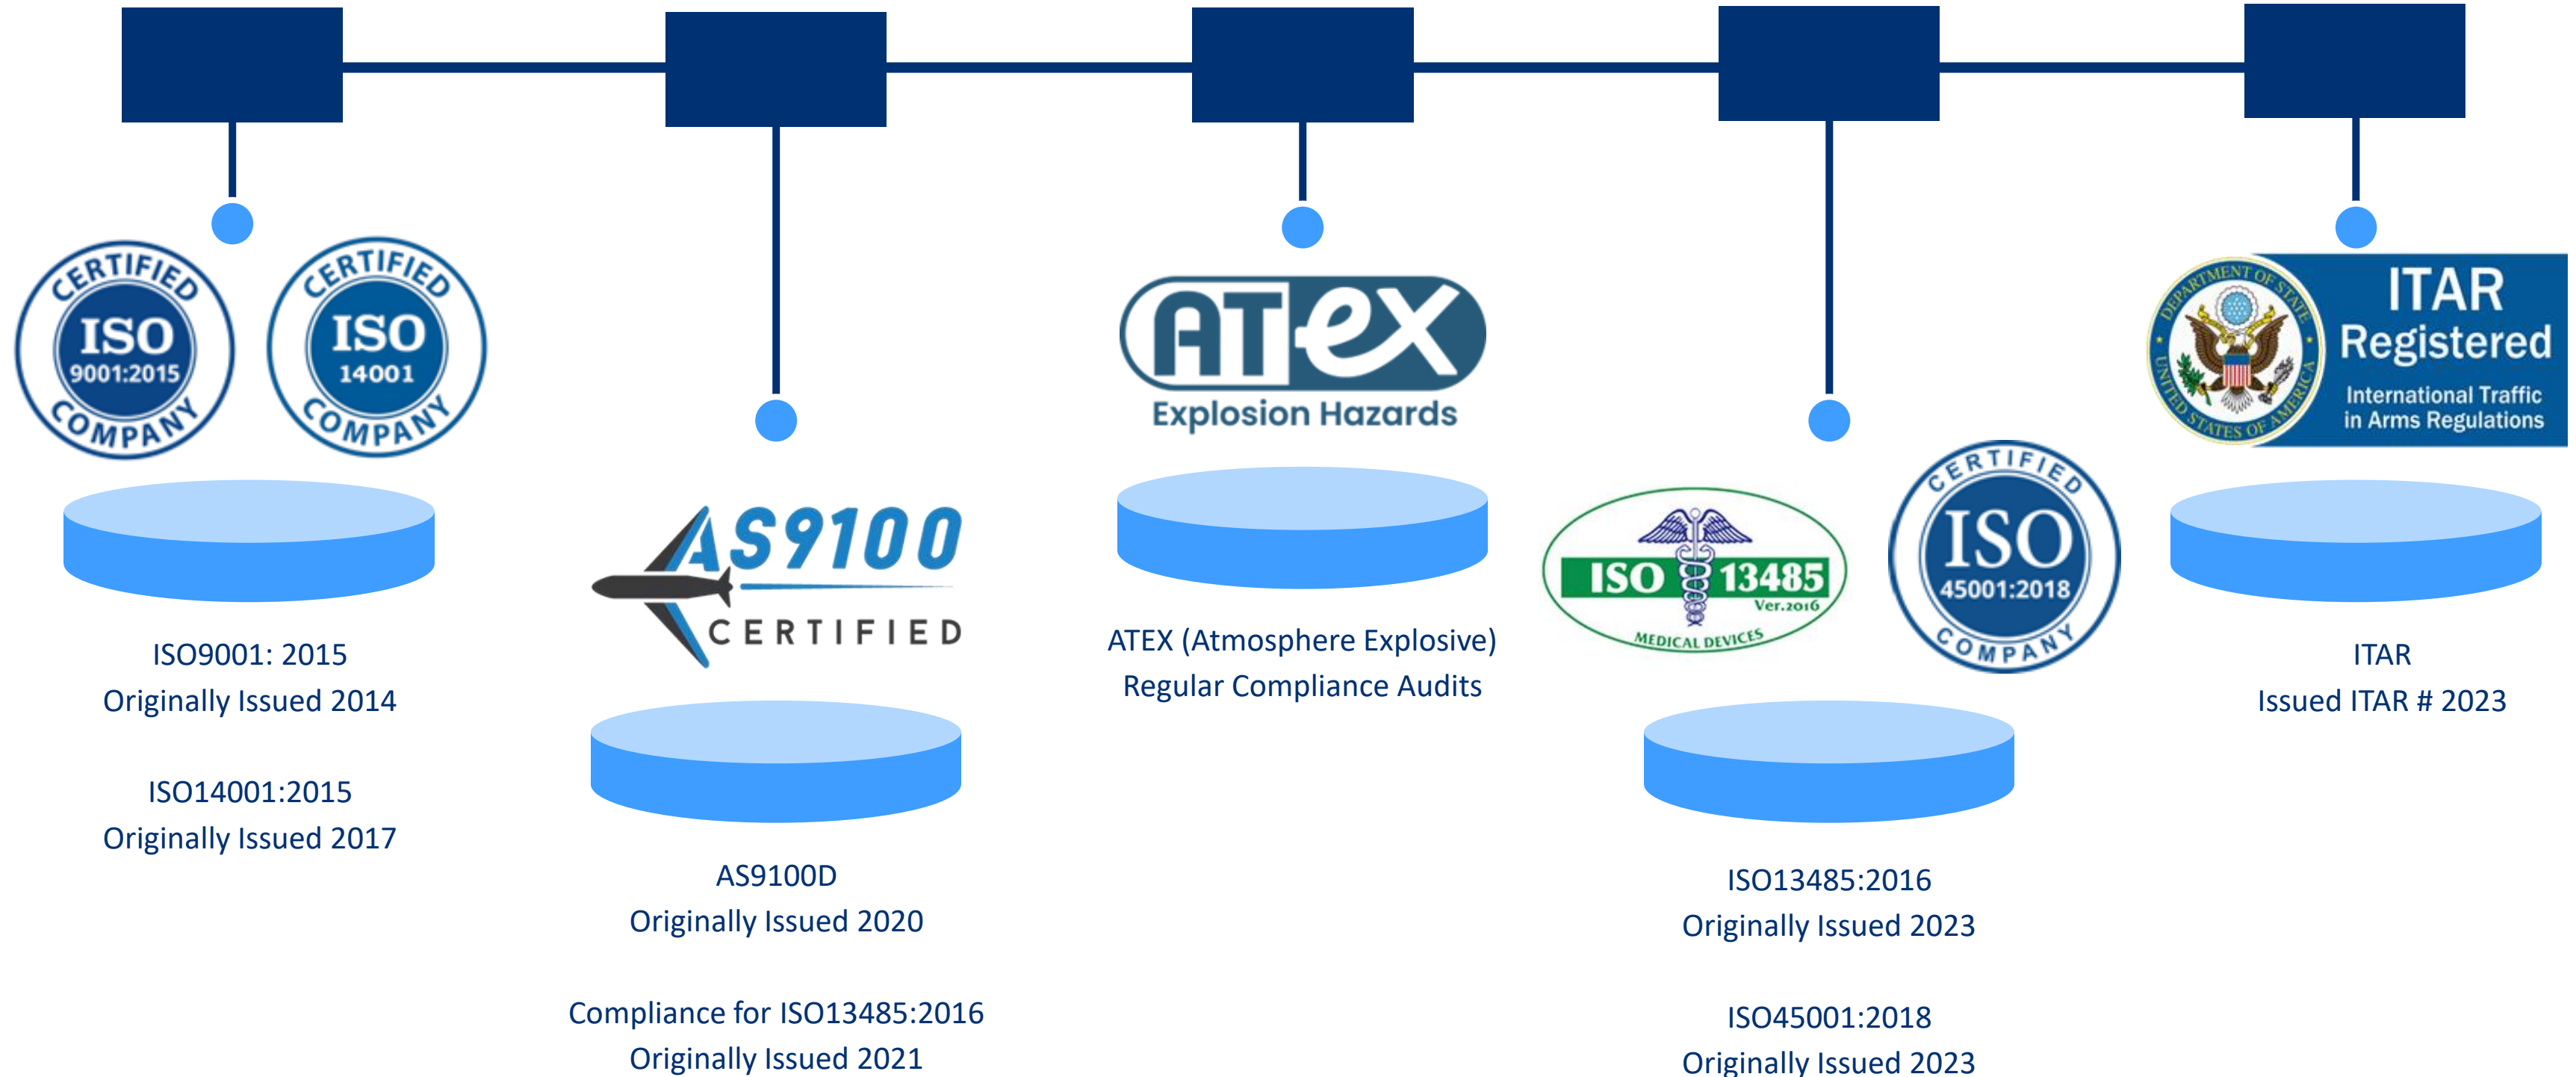 CERTIFIED
ISO
9001:2015
COMPANY
CERTIFIED
ISO
14001
COMPANY
ISO9001: 2015
Originally Issued 2014
ISO14001:2015
Originally Issued 2017
AS9100
CERTIFIED
AS9100D
Originally Issued 2020
Compliance for ISO13485:2016
Originally Issued 2021
ATEX
Explosion Hazards
ATEX (Atmosphere Explosive)
Regular Compliance Audits
ISO 13485
Ver.2016
MEDICAL DEVICES
CERTIFIED
ISO
45001:2018
COMPANY
ISO13485:2016
Originally Issued 2023
ISO45001:2018
Originally Issued 2023
DEPARTMENT OF STATE
UNITED STATES OF AMERICA
ITAR
Registered
International Traffic
in Arms Regulations
ITAR
Issued ITAR # 2023